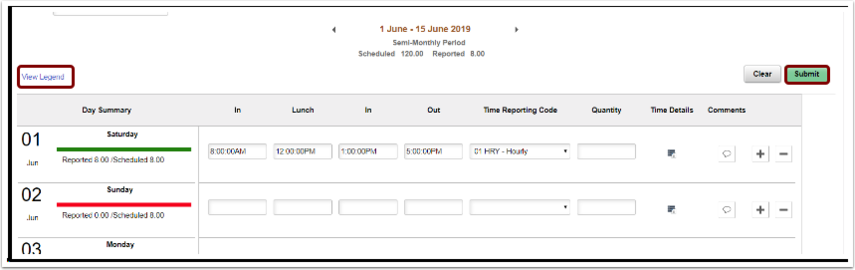 1 June - 15 June 2019
Semi-Monthly Period
Scheduled 120.00 Reported 8.00
View Legend
Clear
Submit
Day Summary In Lunch In Out Time Reporting Code Quantity Time Details Comments
01
Jun
Saturday
Reported 8.00 /Scheduled 8.00
8:00:00AM 12:00:00PM 1:00:00PM 5:00:00PM 01 HRY - Hourly
02
Jun
Sunday
Reported 0.00 /Scheduled 8.00
03
Monday